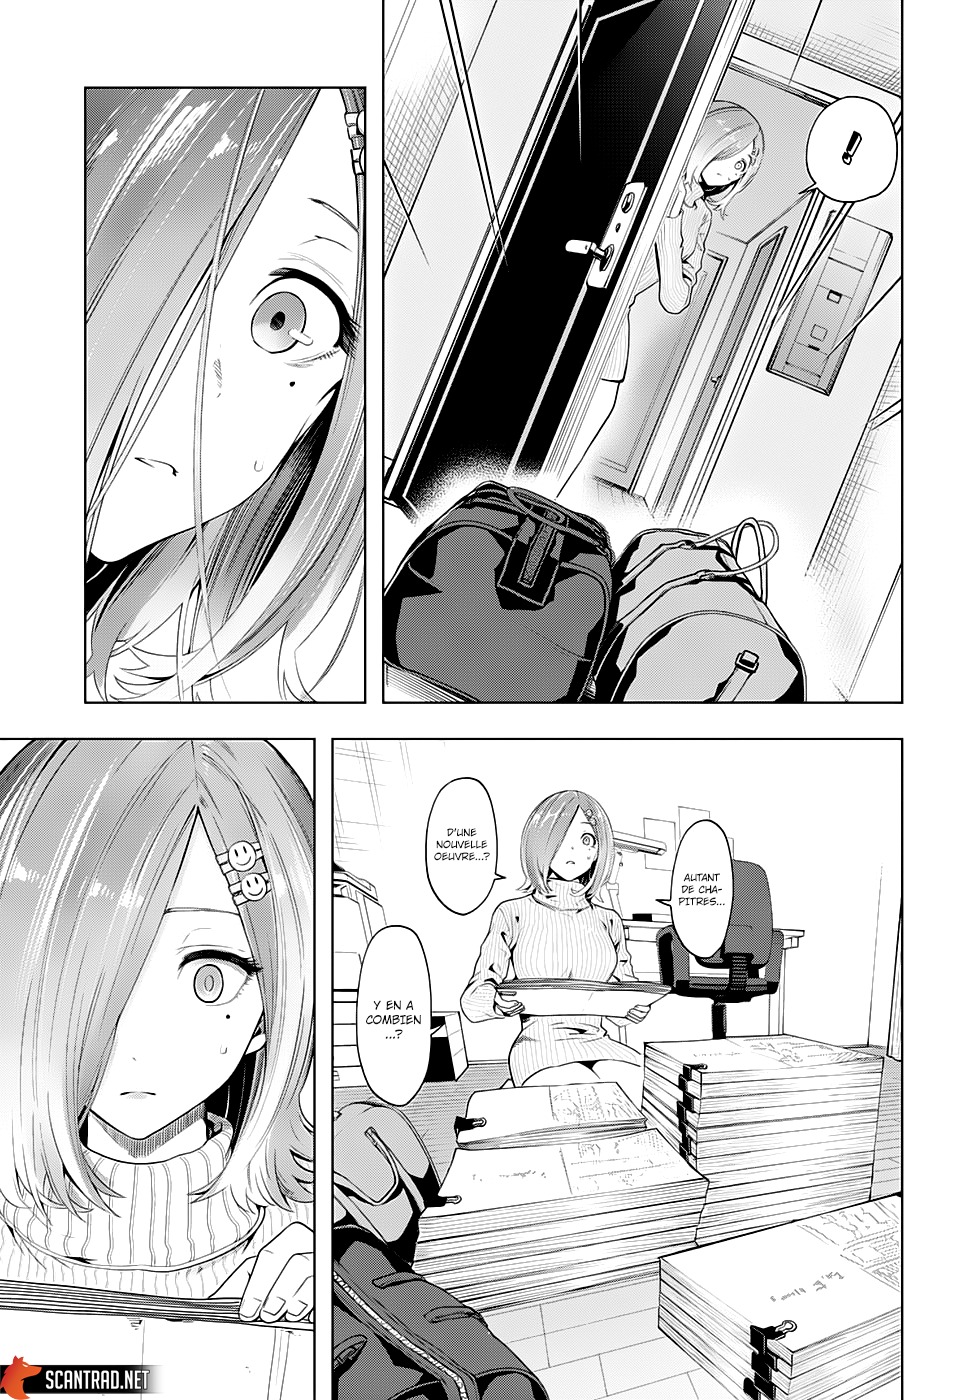 !
AUTANT
DE CHA-
PITRES...
D'UNE
NOUVELLE
OEUVRE...?
Y EN A
COMBIEN
...?
SCANTRAD.NET